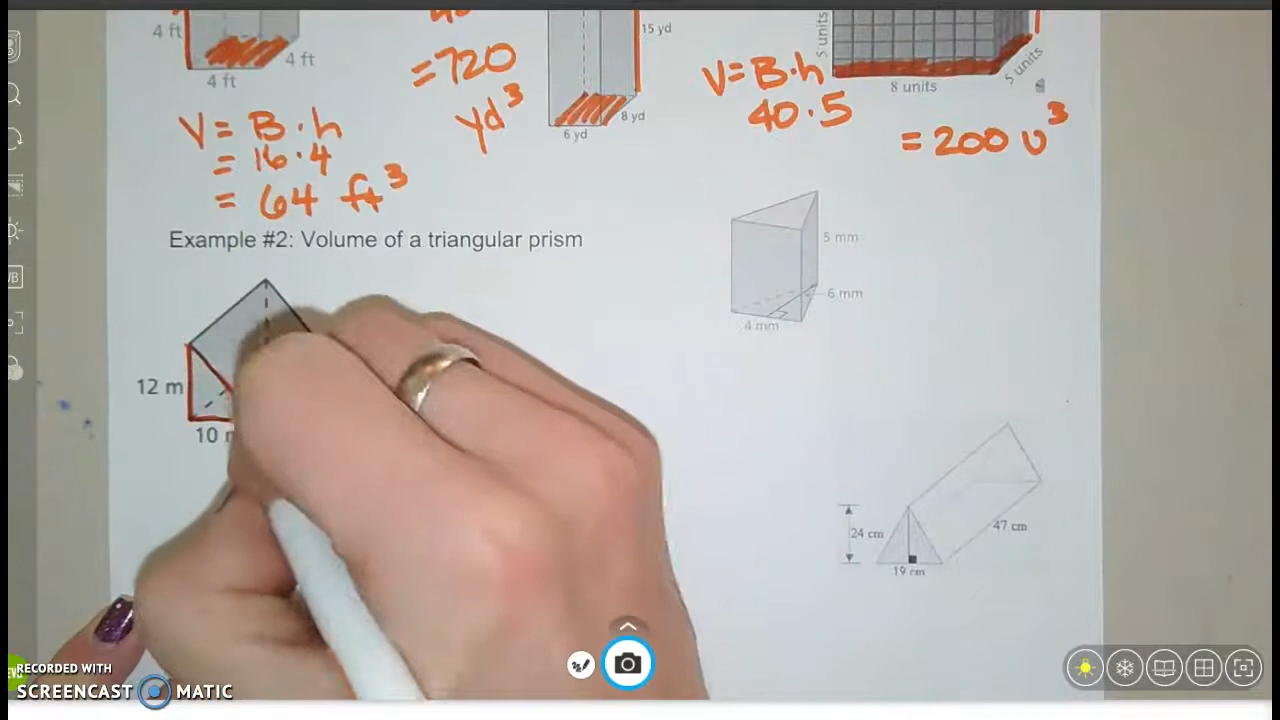 4 ft
4 ft
4 ft
V = B · h
= 16 · 4
= 64 ft³
= 720
yd³
15 yd
8 yd
6 yd
V = B · h
40 · 5
= 200 u³
5 units
8 units
5 units
Example #2: Volume of a triangular prism
12 m
10
5 mm
6 mm
4 mm
24 cm
47 cm
19 cm
RECORDED WITH
SCREENCAST MATIC